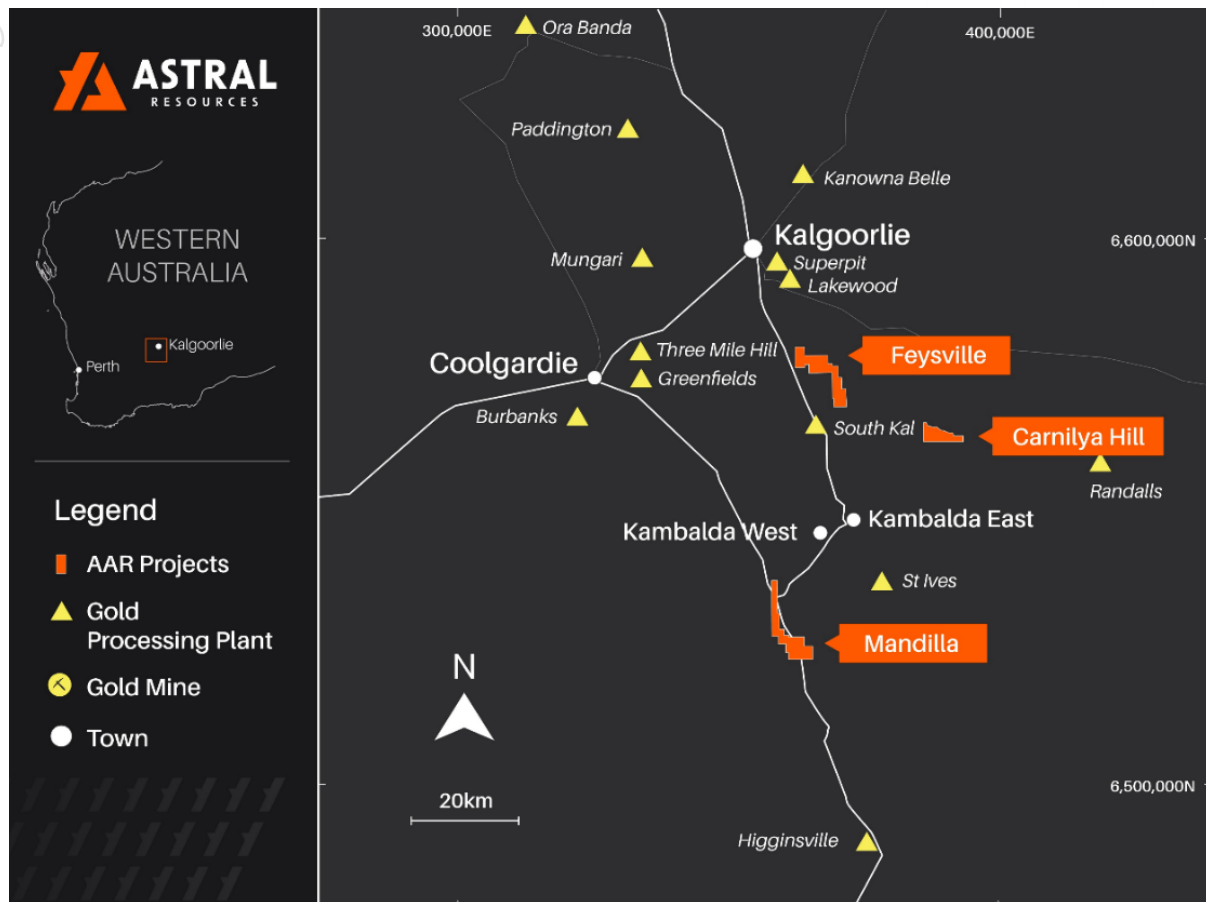 ASTRAL
RESOURCES
WESTERN
AUSTRALIA
Kalgoorlie
Perth
Legend
AAR Projects
Gold
Processing Plant
Gold Mine
Town
300,000E
400,000E
Ora Banda
Paddington
Kanowna Belle
Kalgoorlie
6,600,000N
Mungari
Superpit
Lakewood
Three Mile Hill
Feysville
Coolgardie
Greenfields
Burbanks
South Kal
Carnilya Hill
Randalls
Kambalda East
Kambalda West
St Ives
Mandilla
N
20km
6,500,000N
Higginsville